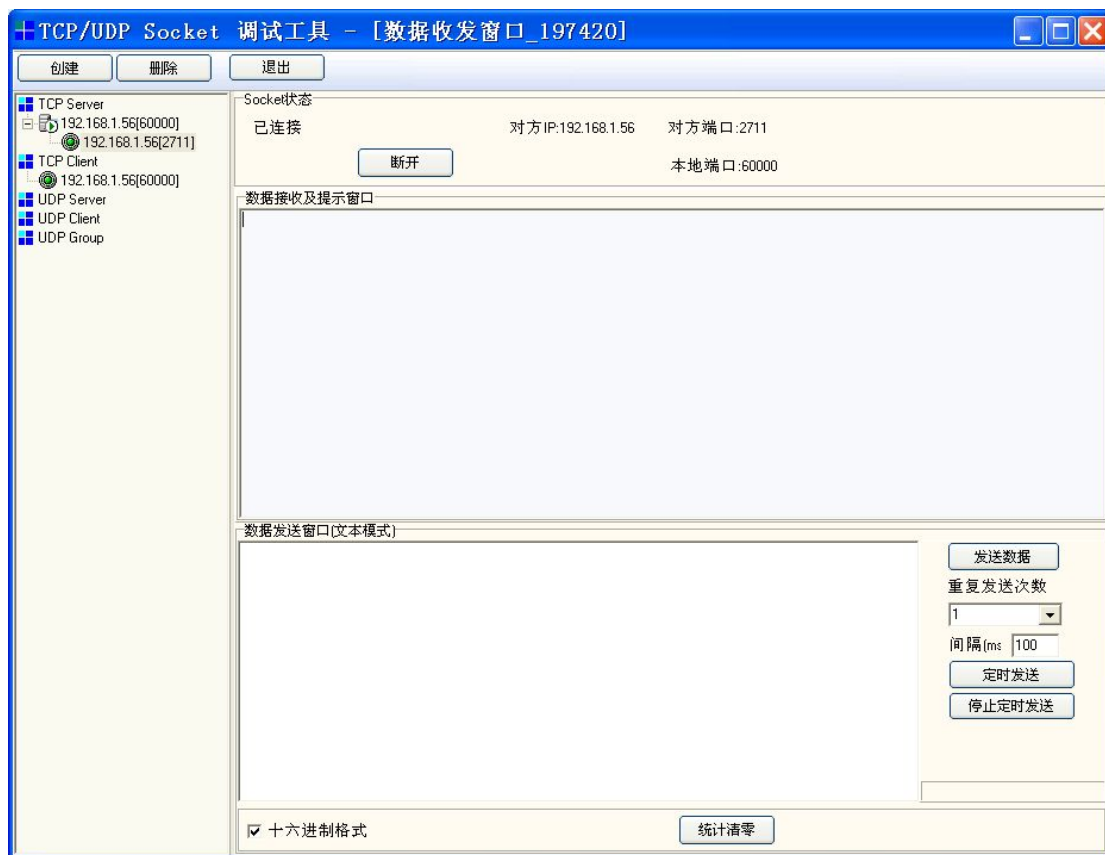 TCP/UDP Socket 调试工具 - [数据收发窗口_197420]
创建 删除 退出
TCP Server
192.168.1.56[60000]
192.168.1.56[2711]
TCP Client
192.168.1.56[60000]
UDP Server
UDP Client
UDP Group
Socket状态
已连接 对方IP:192.168.1.56 对方端口:2711
断开 本地端口:60000
数据接收及提示窗口
数据发送窗口(文本模式)
发送数据
重复发送次数
1
间隔(ms 100
定时发送
停止定时发送
十六进制格式 统计清零